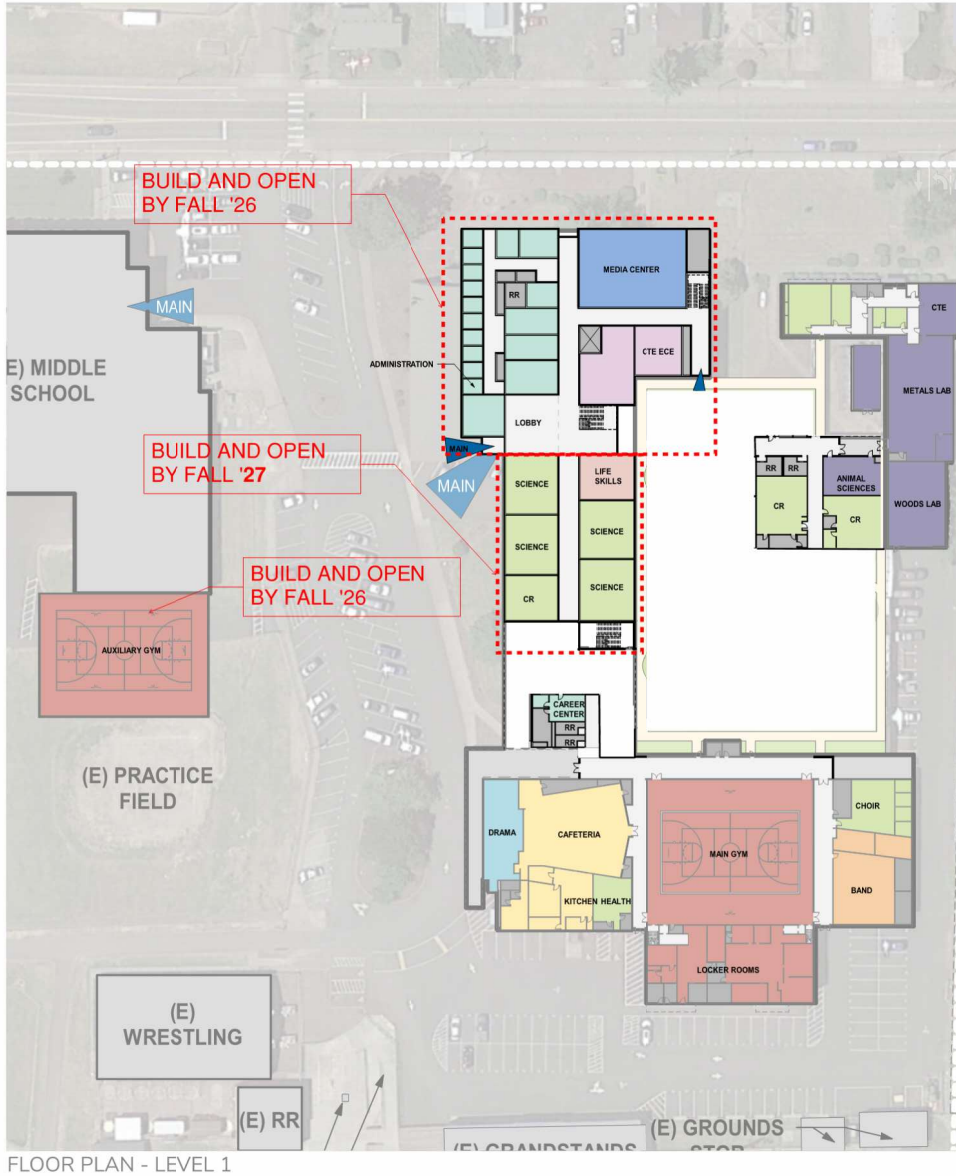 BUILD AND OPEN
BY FALL '26
MEDIA CENTER
RR
MAIN
CTE
CTE ECE
ADMINISTRATION
(E) MIDDLE
SCHOOL
METALS LAB
LOBBY
MAIN
BUILD AND OPEN
BY FALL '27
MAIN
SCIENCE
LIFE
SKILLS
RR
RR
ANIMAL
SCIENCES
WOODS LAB
CR
CR
SCIENCE
SCIENCE
BUILD AND OPEN
BY FALL '26
CR
SCIENCE
AUXILIARY GYM
CAREER
CENTER
RR
RR
(E) PRACTICE
FIELD
DRAMA
CAFETERIA
MAIN GYM
CHOIR
BAND
KITCHEN
HEALTH
LOCKER ROOMS
(E)
WRESTLING
(E) RR
(E) GRANDSTANDS
(E) GROUNDS
STOR
FLOOR PLAN - LEVEL 1